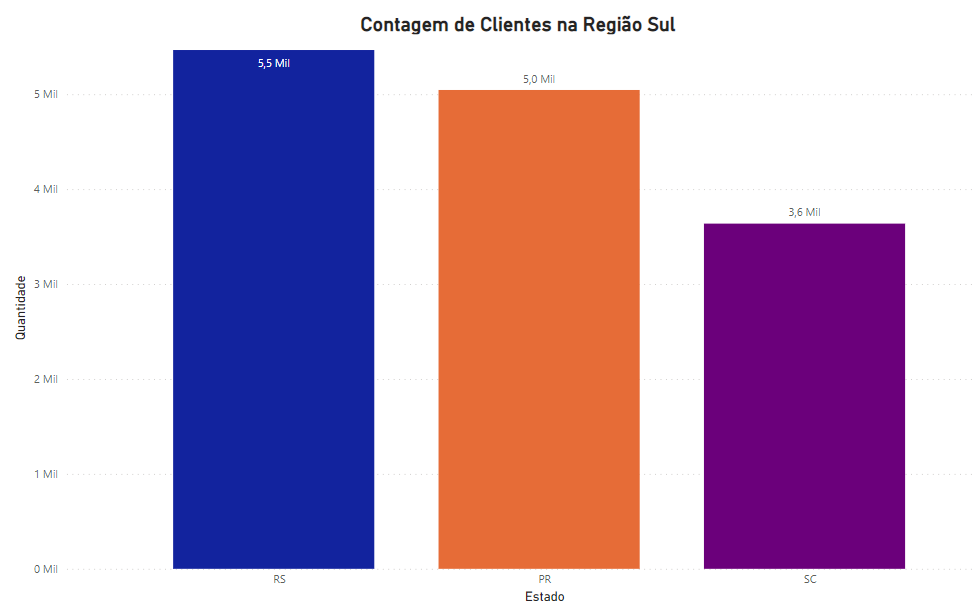 Contagem de Clientes na Região Sul
5,5 Mil
5,0 Mil
3,6 Mil
5 Mil
4 Mil
3 Mil
2 Mil
1 Mil
0 Mil
Quantidade
RS
PR
SC
Estado